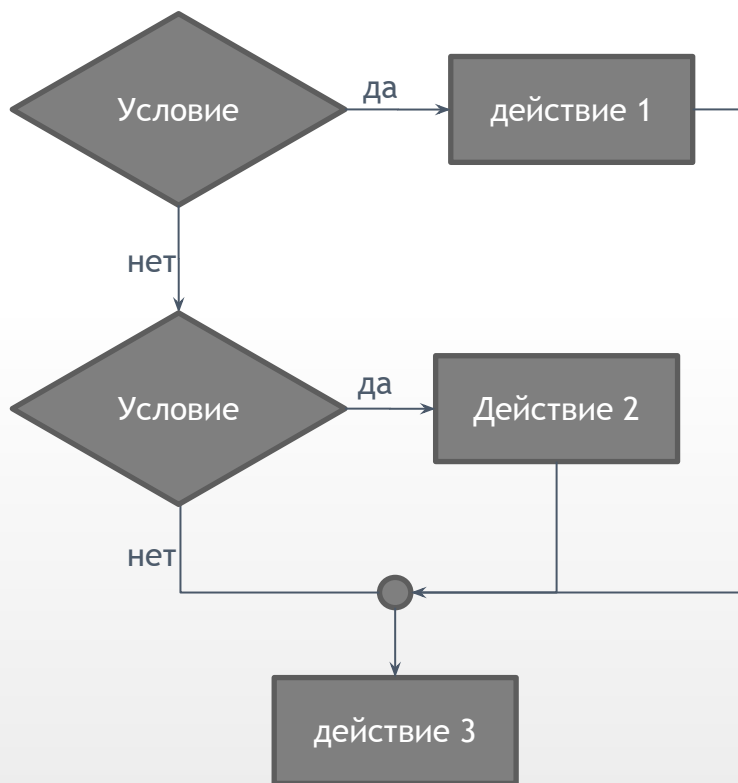 Условие
да
действие 1
нет
Условие
да
Действие 2
нет
действие 3